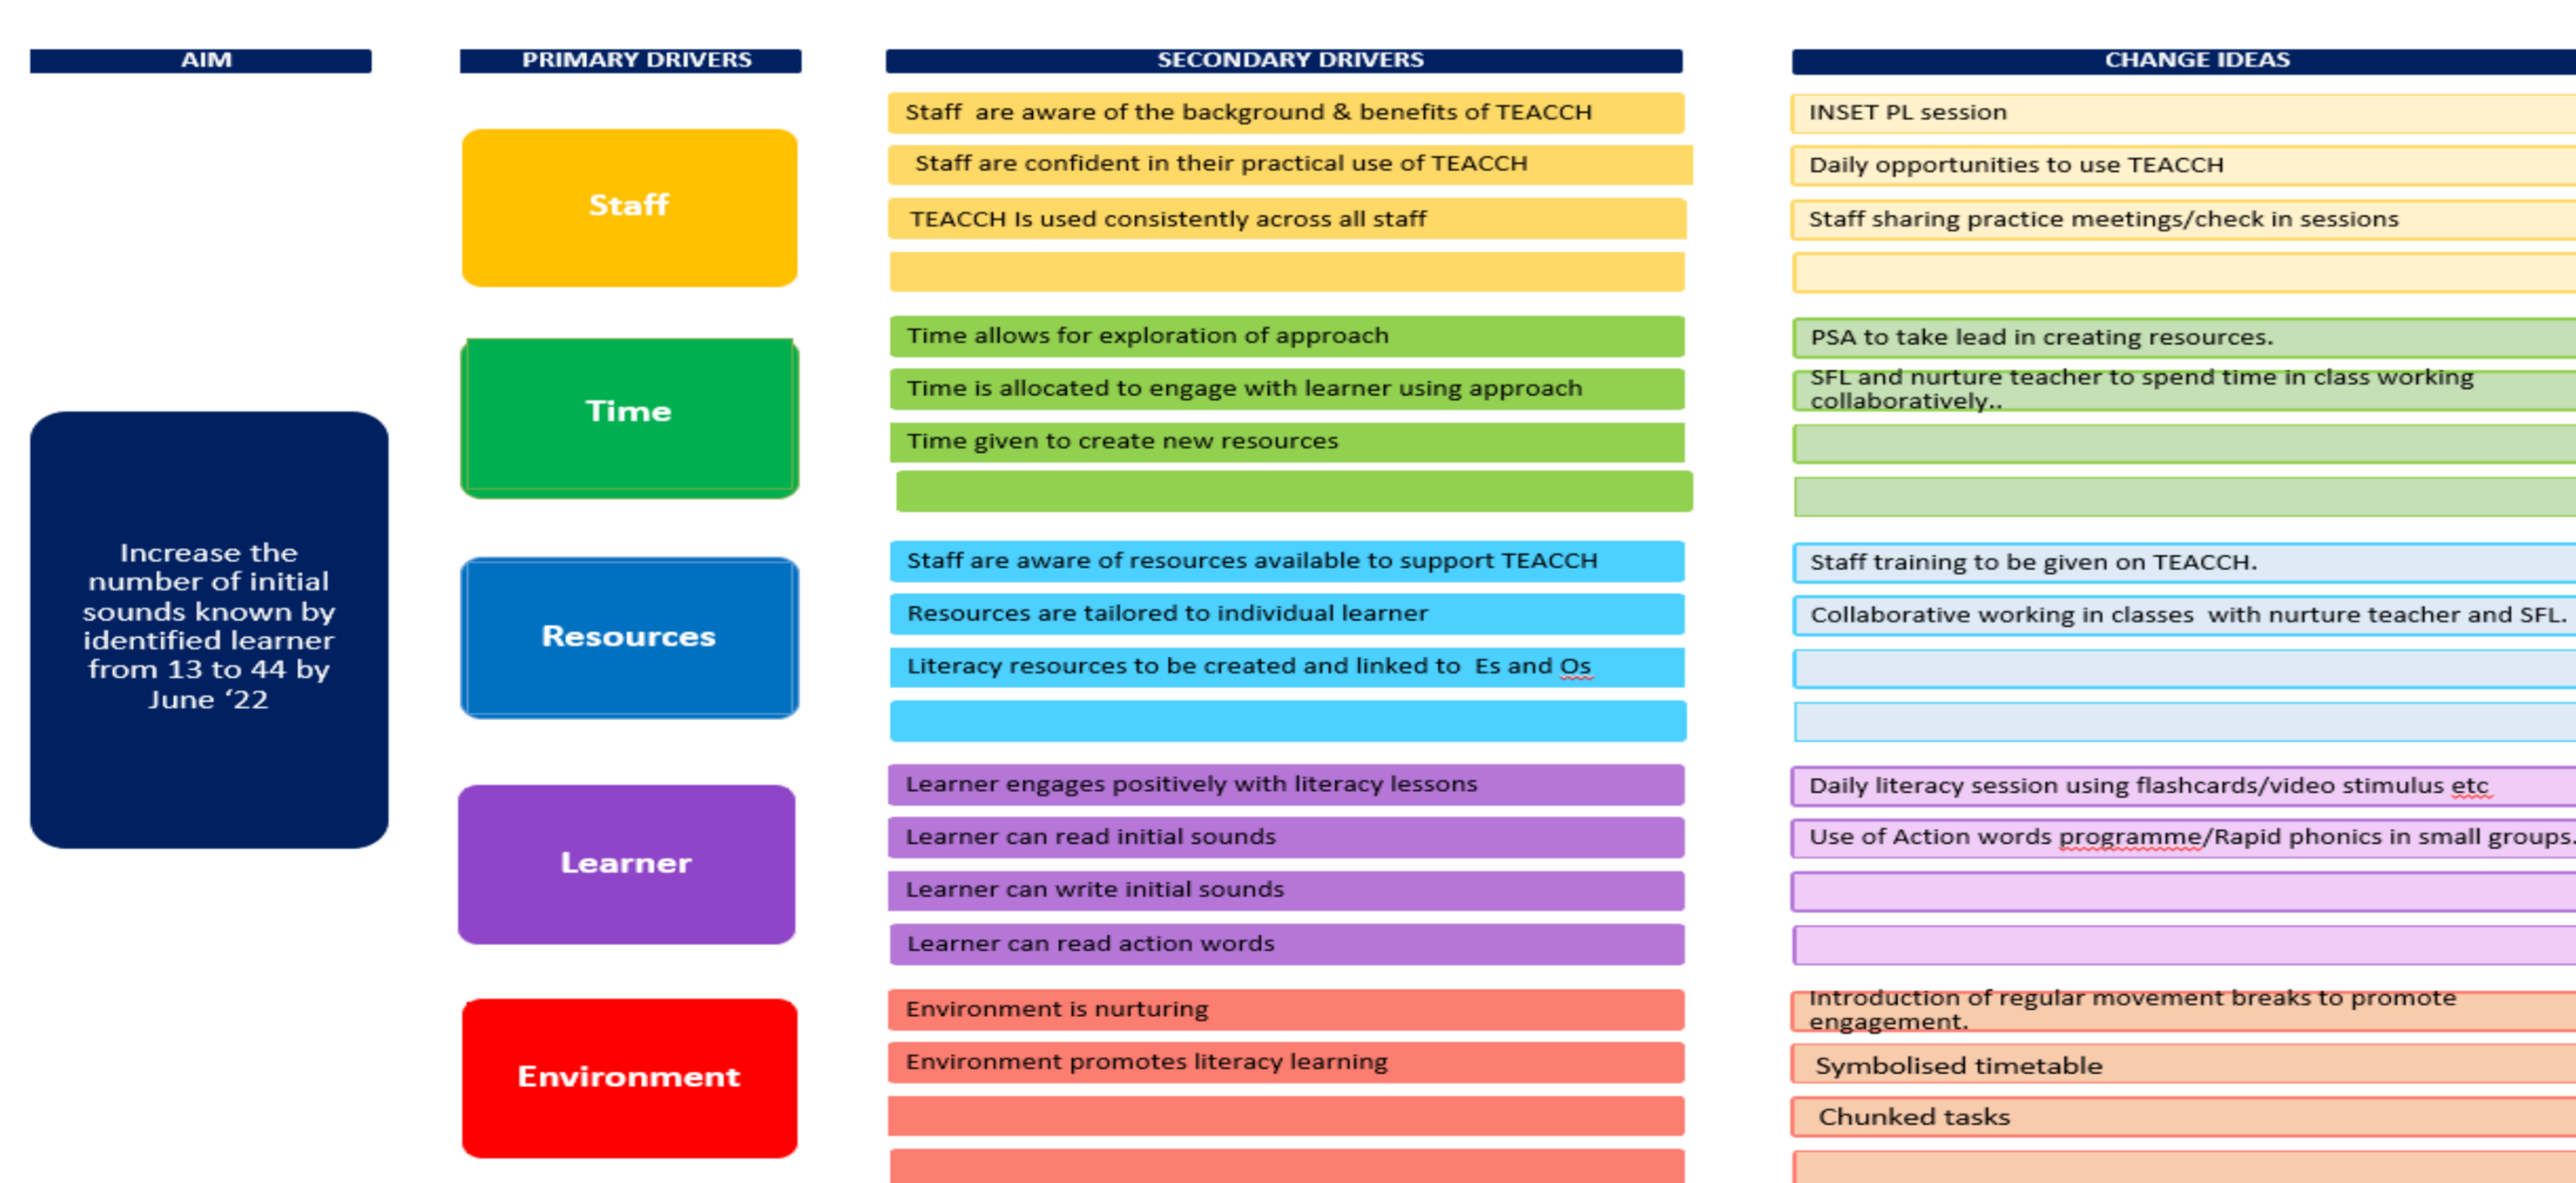 AIM
PRIMARY DRIVERS
SECONDARY DRIVERS
CHANGE IDEAS
Increase the
number of initial
sounds known by
identified learner
from 13 to 44 by
June ‘22
Staff
Staff are aware of the background & benefits of TEACCH
Staff are confident in their practical use of TEACCH
TEACCH Is used consistently across all staff
INSET PL session
Daily opportunities to use TEACCH
Staff sharing practice meetings/check in sessions
Time
Time allows for exploration of approach
Time is allocated to engage with learner using approach
Time given to create new resources
PSA to take lead in creating resources.
SFL and nurture teacher to spend time in class working
collaboratively..
Resources
Staff are aware of resources available to support TEACCH
Resources are tailored to individual learner
Literacy resources to be created and linked to Es and Os
Staff training to be given on TEACCH.
Collaborative working in classes with nurture teacher and SFL.
Learner
Learner engages positively with literacy lessons
Learner can read initial sounds
Learner can write initial sounds
Learner can read action words
Daily literacy session using flashcards/video stimulus etc
Use of Action words programme/Rapid phonics in small groups.
Environment
Environment is nurturing
Environment promotes literacy learning
Introduction of regular movement breaks to promote
engagement.
Symbolised timetable
Chunked tasks